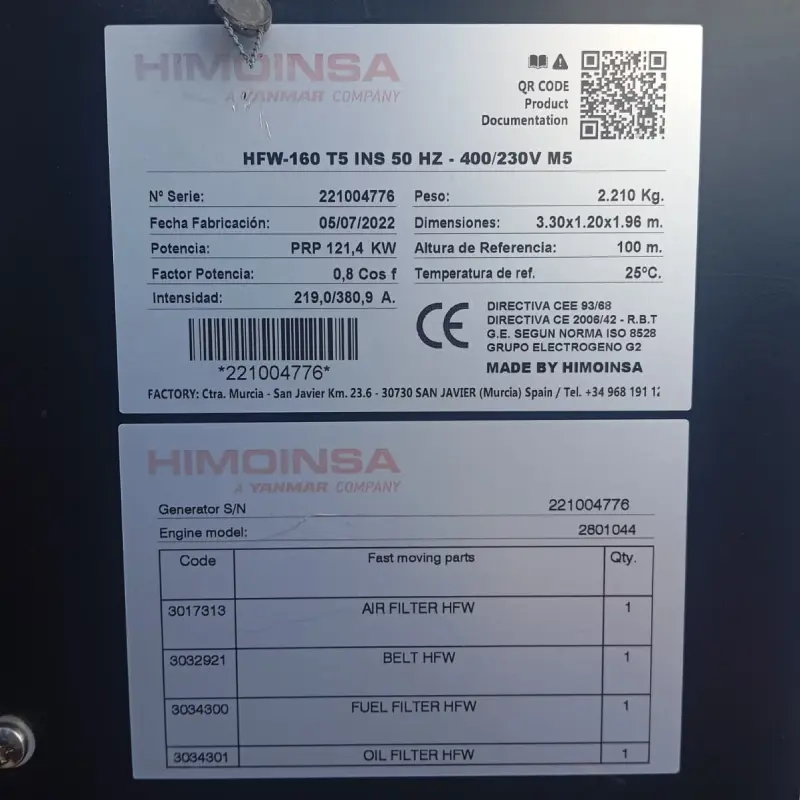 HIMOINSA
A YANMAR COMPANY
QR CODE
Product
Documentation
HFW-160 T5 INS 50 HZ - 400/230V M5
Nº Serie: 221004776 Peso: 2.210 Kg.
Fecha Fabricación: 05/07/2022 Dimensiones: 3.30x1.20x1.96 m.
Potencia: PRP 121,4 KW Altura de Referencia: 100 m.
Factor Potencia: 0,8 Cos f Temperatura de ref. 25ºC.
Intensidad: 219,0/380,9 A.
CE
DIRECTIVA CEE 93/68
DIRECTIVA CE 2006/42 - R.B.T
G.E. SEGUN NORMA ISO 8528
GRUPO ELECTROGENO G2
*221004776* MADE BY HIMOINSA
FACTORY: Ctra. Murcia - San Javier Km. 23.6 - 30730 SAN JAVIER (Murcia) Spain / Tel. +34 968 191 12
HIMOINSA
A YANMAR COMPANY
Generator S/N 221004776
Engine model: 2801044
Code Fast moving parts Qty.
3017313 AIR FILTER HFW 1
3032921 BELT HFW 1
3034300 FUEL FILTER HFW 1
3034301 OIL FILTER HFW 1